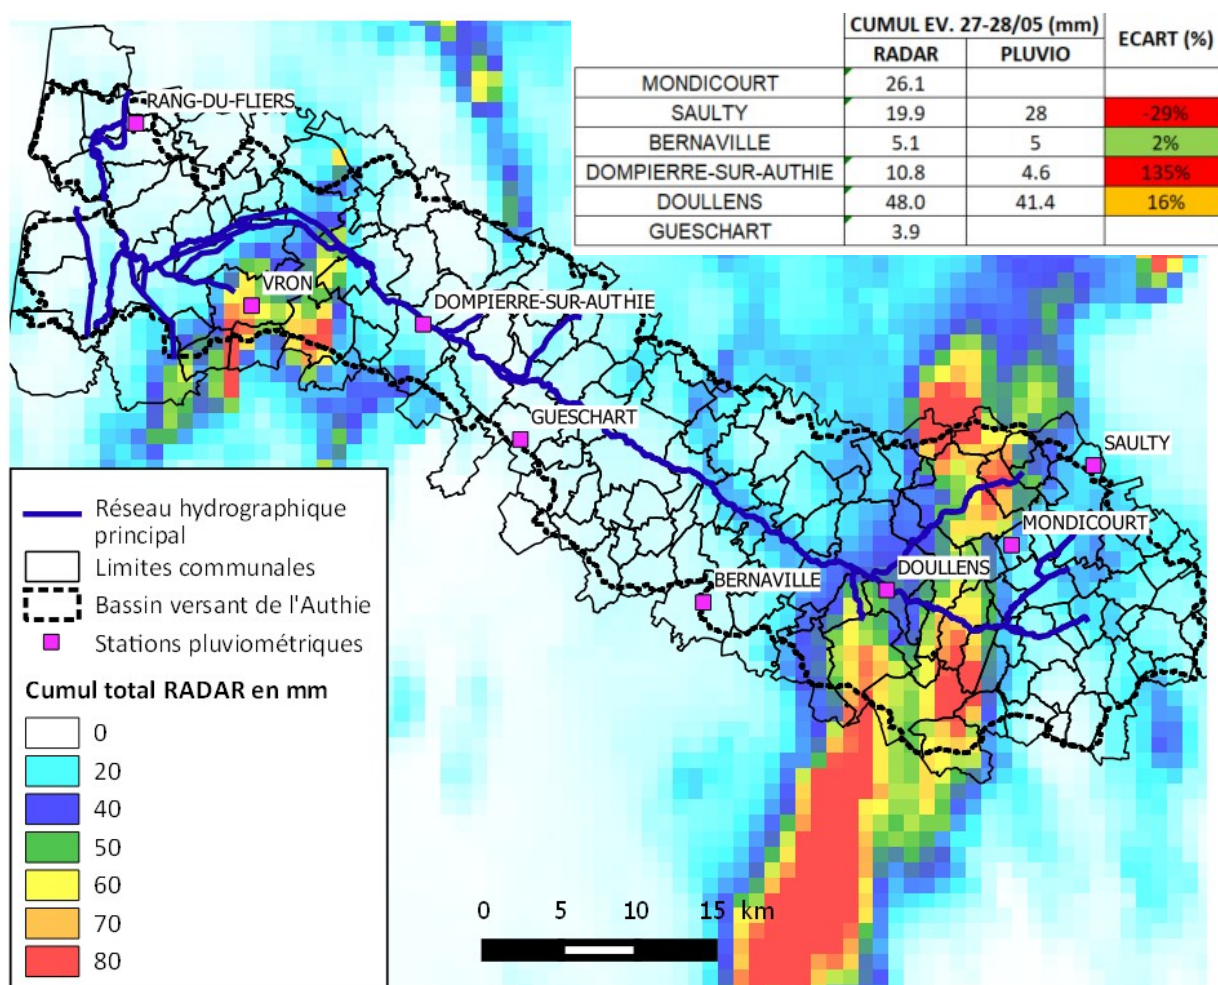 CUMUL EV. 27-28/05 (mm) ECART (%)
RADAR PLUVIO
MONDICOURT 26.1
SAULTY 19.9 28 -29%
BERNAVILLE 5.1 5 2%
DOMPIERRE-SUR-AUTHIE 10.8 4.6 135%
DOULLENS 48.0 41.4 16%
GUESCHART 3.9
RANG-DU-FLIERS
VRON
DOMPIERRE-SUR-AUTHIE
GUESCHART
SAULTY
MONDICOURT
DOULLENS
BERNAVILLE
Réseau hydrographique
principal
Limites communales
Bassin versant de l'Authie
Stations pluviométriques
Cumul total RADAR en mm
0
20
40
50
60
70
80
0 5 10 15 km